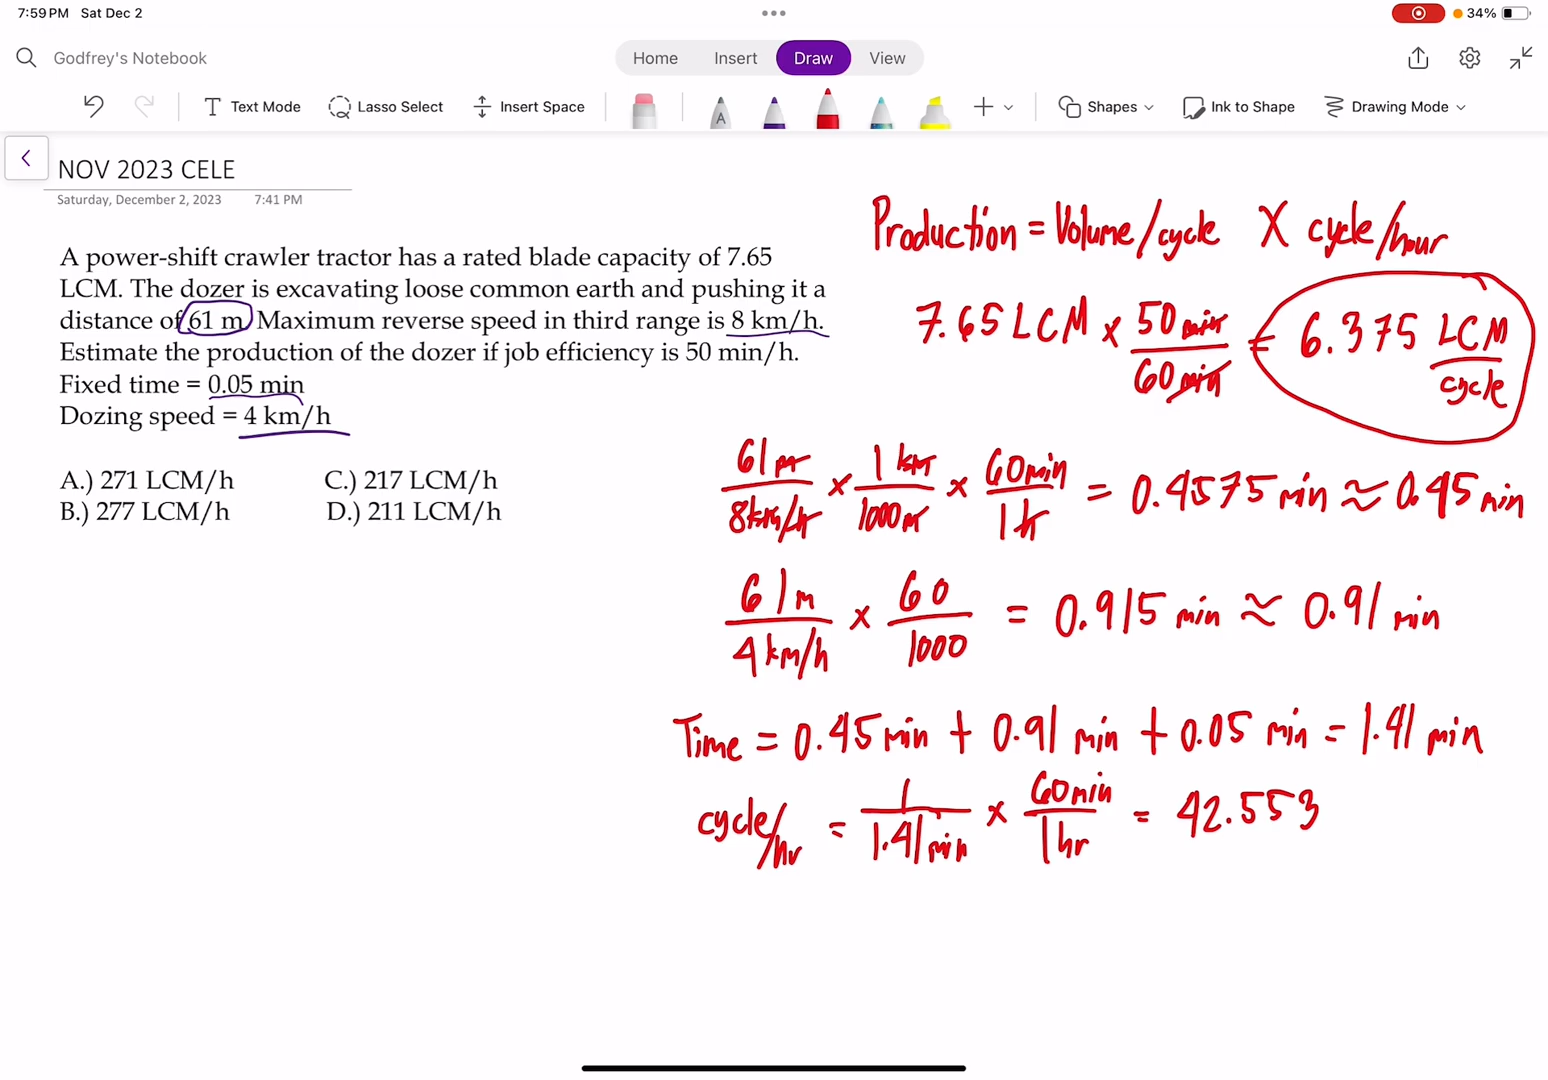 7:59 PM Sat Dec 2
34%
Godfrey's Notebook
Home Insert Draw View
Text Mode Lasso Select Insert Space A Shapes Ink to Shape Drawing Mode
NOV 2023 CELE
Saturday, December 2, 2023 7:41 PM
A power-shift crawler tractor has a rated blade capacity of 7.65
LCM. The dozer is excavating loose common earth and pushing it a
distance of 61 m. Maximum reverse speed in third range is 8 km/h.
Estimate the production of the dozer if job efficiency is 50 min/h.
Fixed time = 0.05 min
Dozing speed = 4 km/h
A.) 271 LCM/h C.) 217 LCM/h
B.) 277 LCM/h D.) 211 LCM/h
Production = Volume/cycle X cycle/hour
7.65 LCM x 50 min/60 min = 6.375 LCM/cycle
61 m/8 km/h x 1 km/1000 m x 60 min/1 h = 0.4575 min ≈ 0.45 min
61 m/4 km/h x 60/1000 = 0.915 min ≈ 0.91 min
Time = 0.45 min + 0.91 min + 0.05 min = 1.41 min
cycle/hr = 1/1.41 min x 60 min/1 hr = 42.553